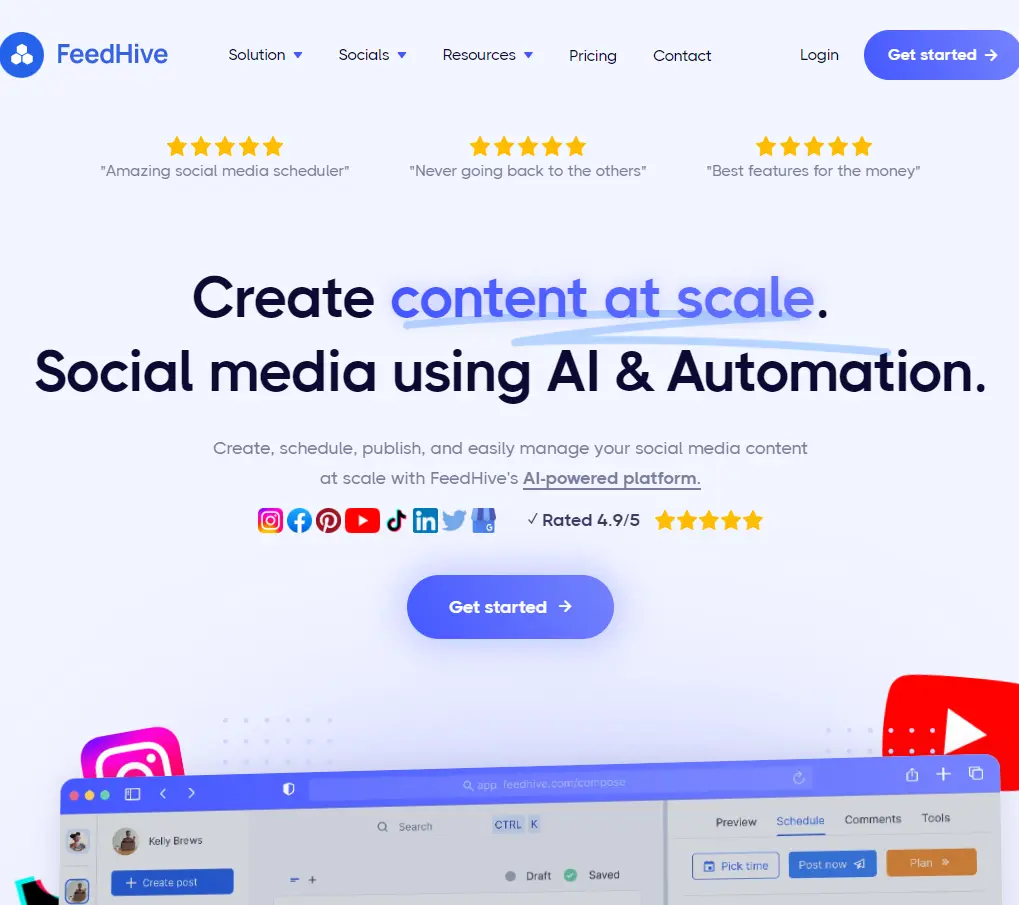 FeedHive
Solution
Socials
Resources
Pricing
Contact
Login
Get started
"Amazing social media scheduler"
"Never going back to the others"
"Best features for the money"
Create content at scale.
Social media using AI & Automation.
Create, schedule, publish, and easily manage your social media content
at scale with FeedHive's AI-powered platform.
✓ Rated 4.9/5
Get started
app. feedhive.com/compose
Kelly Brews
Search
CTRL K
Preview
Schedule
Comments
Tools
Create post
Draft
Saved
Pick time
Post now
Plan